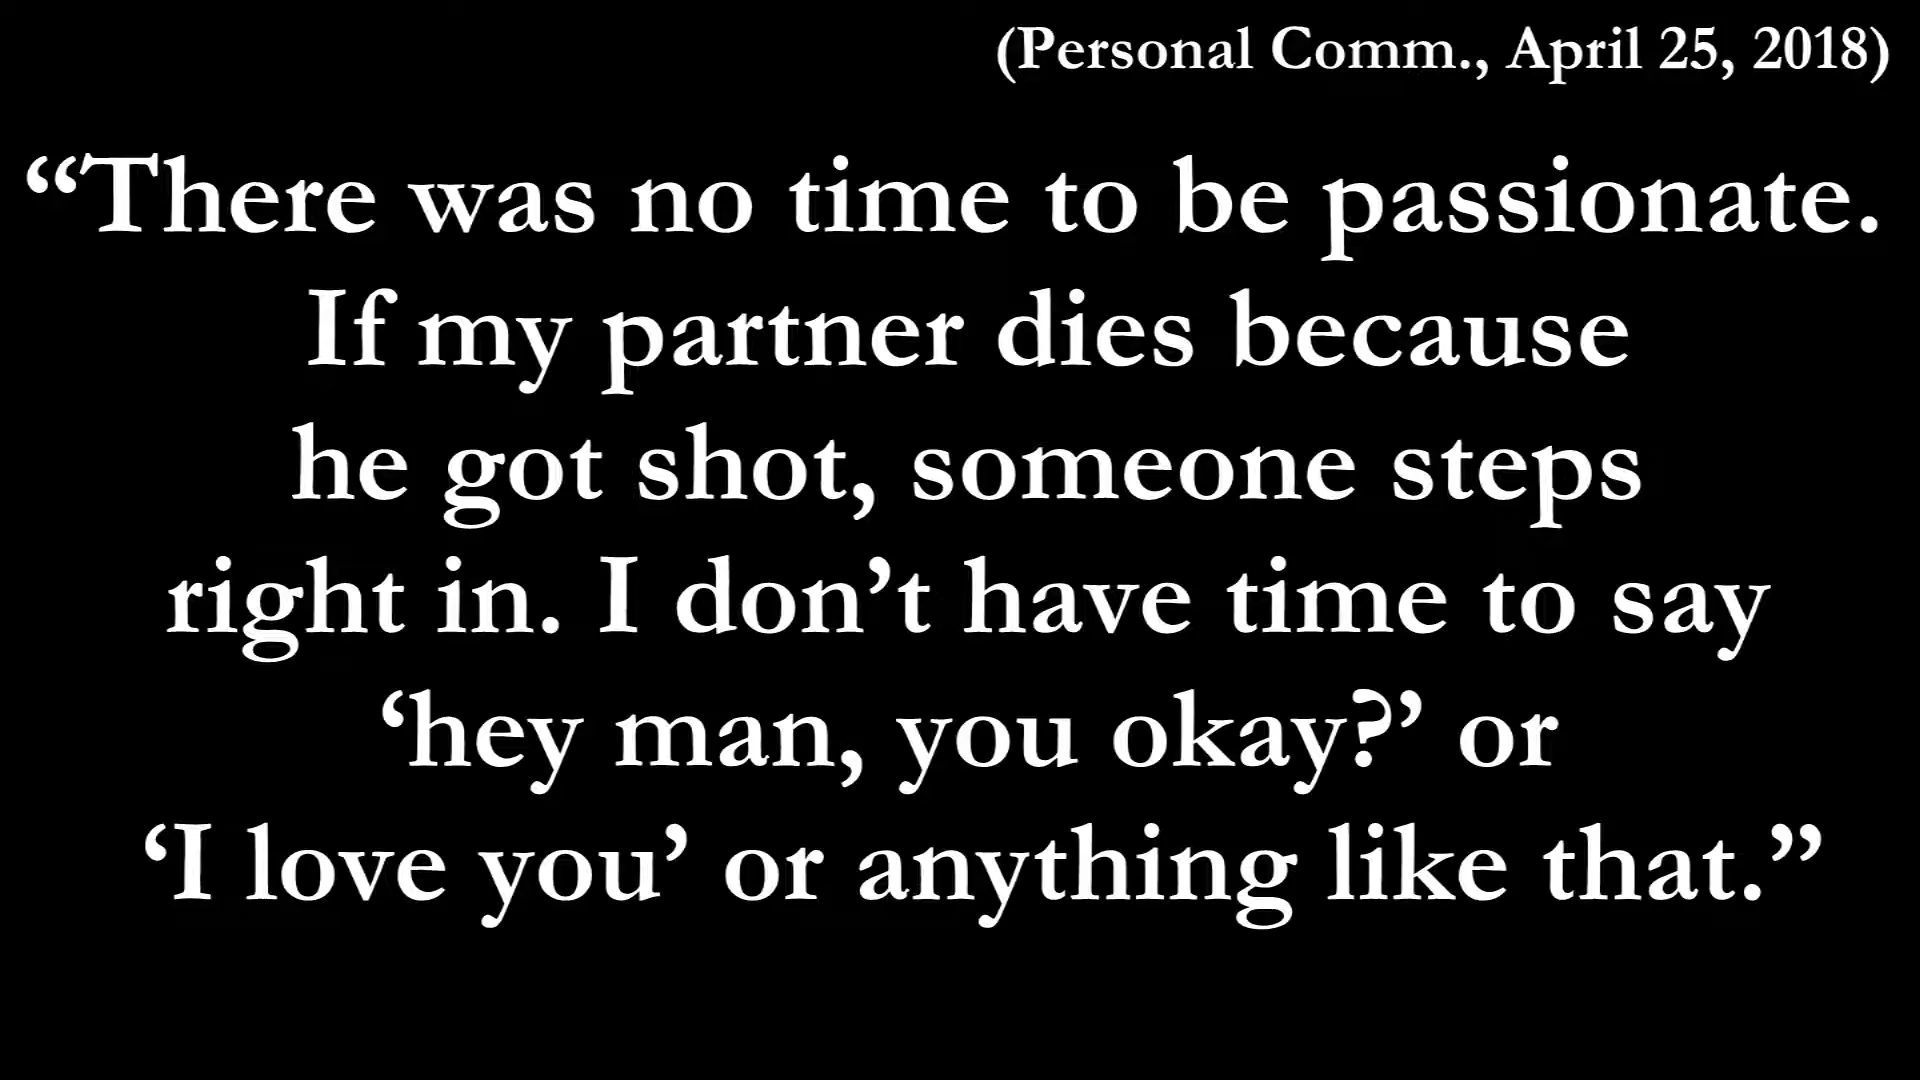 (Personal Comm., April 25, 2018)
“There was no time to be passionate.
If my partner dies because
he got shot, someone steps
right in. I don’t have time to say
‘hey man, you okay?’ or
‘I love you’ or anything like that.”